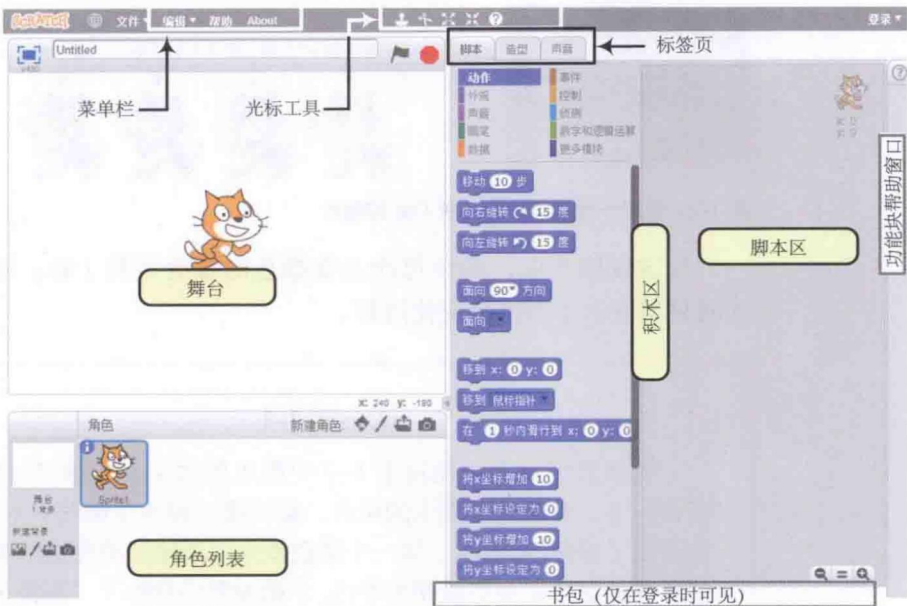 SCRATCH 文件 编辑 帮助 About 登录
Untitled
菜单栏
光标工具
标签页
脚本 造型 声音
动作 事件
外观 控制
声音 侦测
画笔 数字和逻辑运算
数据 更多模块
移动 10 步
向右旋转 15 度
向左旋转 15 度
面向 90 方向
面向
移到 x: 0 y: 0
移到 鼠标指针
在 1 秒内滑行到 x: 0 y: 0
将x坐标增加 10
将x坐标设定为 0
将y坐标增加 10
将y坐标设定为 0
舞台
积木区
脚本区
功能块帮助窗口
X: 240 y: -180
角色 新建角色:
Sprite1
舞台
新建背景
角色列表
书包（仅在登录时可见）